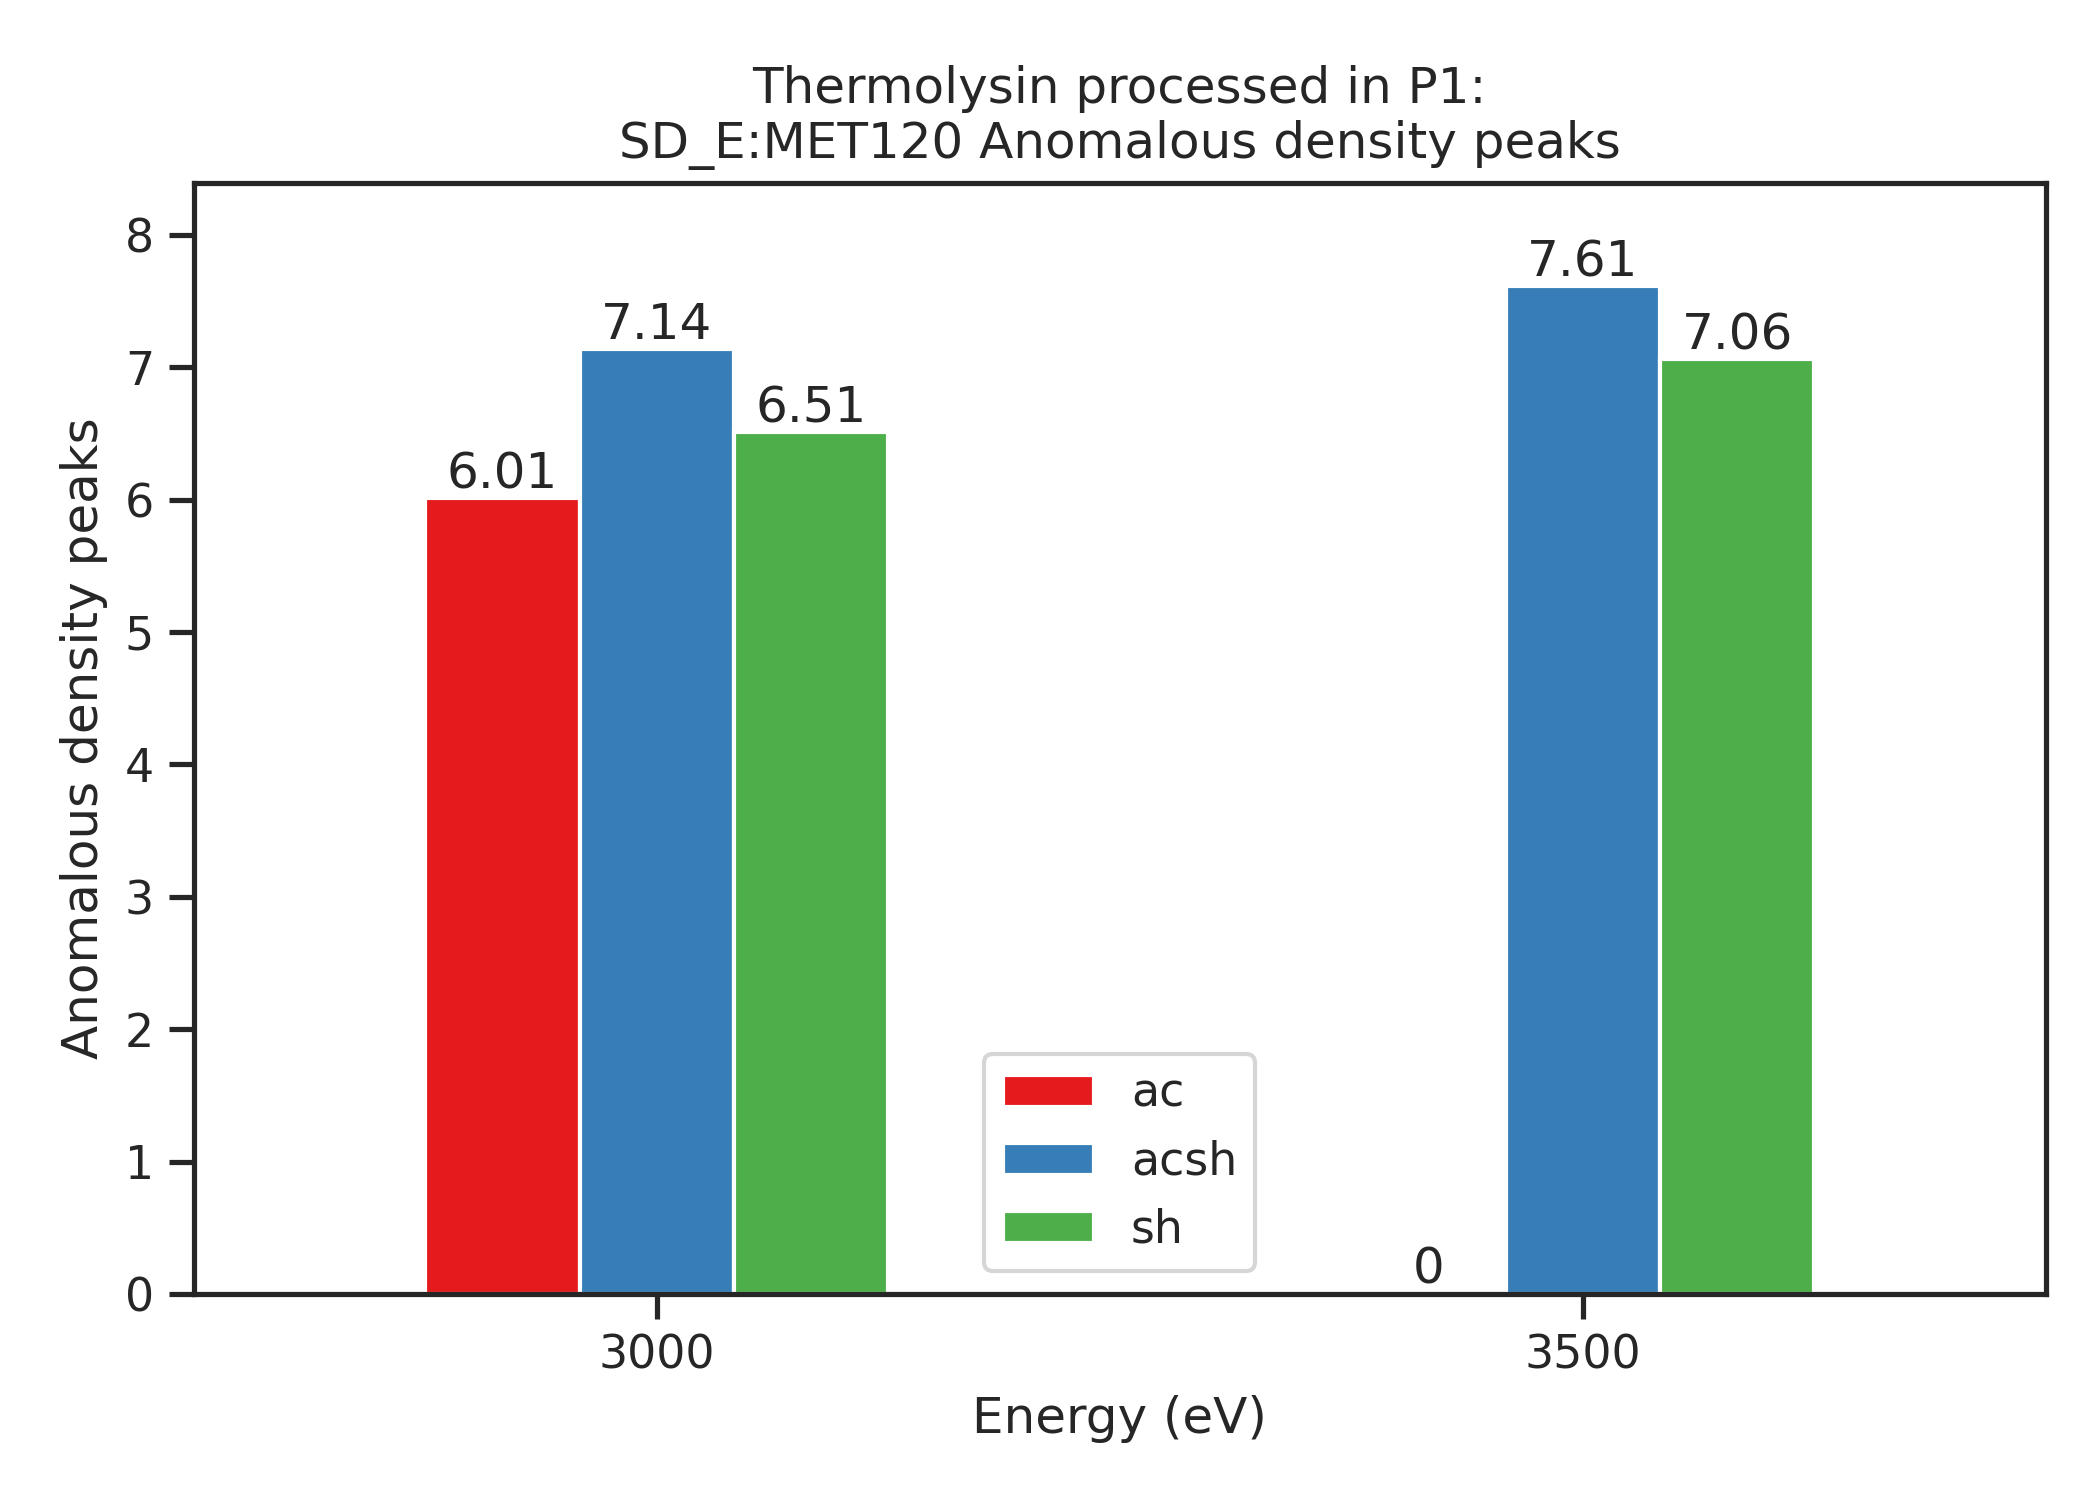 Thermolysin processed in P1:
SD_E:MET120 Anomalous density peaks
Anomalous density peaks
8
7
6
5
4
3
2
1
0
6.01
7.14
6.51
0
7.61
7.06
ac
acsh
sh
3000
3500
Energy (eV)